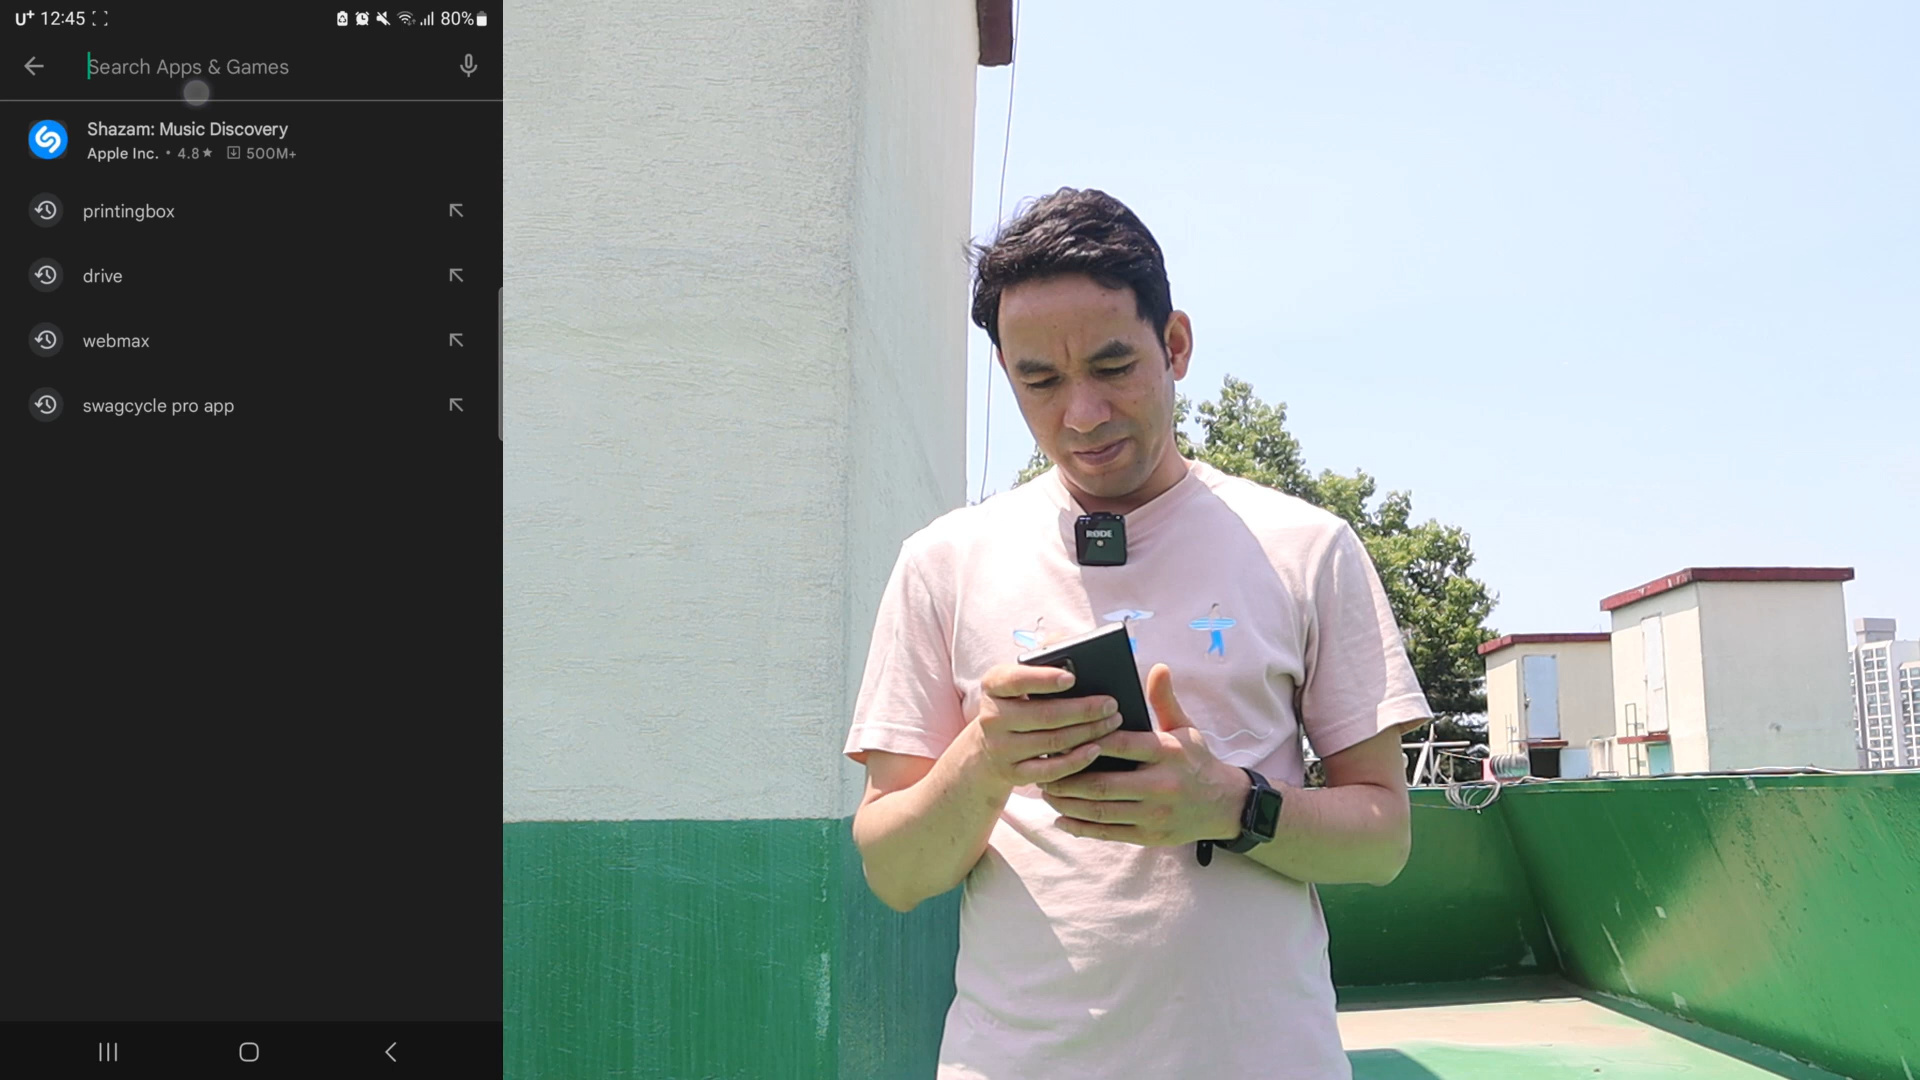 U+ 12:45
80%
Search Apps & Games
Shazam: Music Discovery
Apple Inc. • 4.8★ 500M+
printingbox
drive
webmax
swagcycle pro app
RØDE